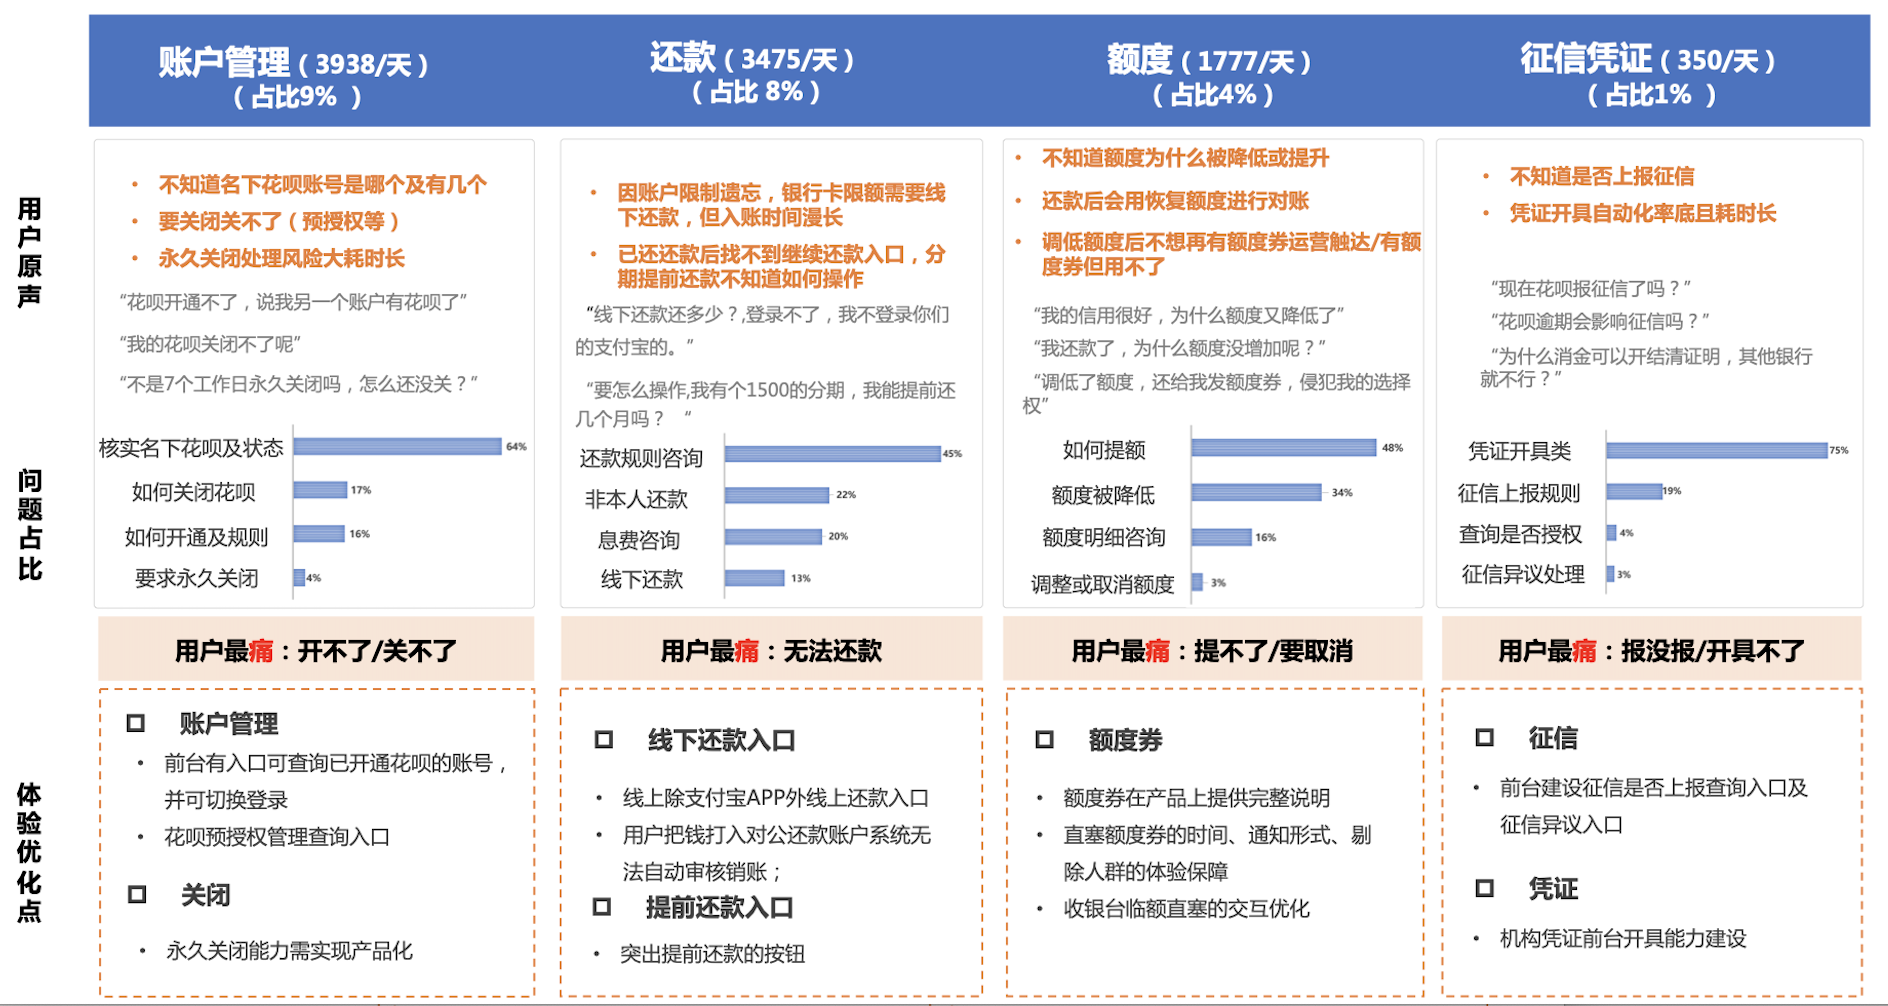 账户管理（3938/天）
（占比9% ）
还款（3475/天）
（占比 8%）
额度（1777/天）
（占比4%）
征信凭证（350/天）
（占比1% ）
用户原声
• 不知道名下花呗账号是哪个及有几个
• 要关闭关不了（预授权等）
• 永久关闭处理风险大耗时长
“花呗开通不了，说我另一个账户有花呗了”
“我的花呗关闭不了呢”
“不是7个工作日永久关闭吗，怎么还没关？”
• 因账户限制遗忘，银行卡限额需要线
下还款，但入账时间漫长
• 已还还款后找不到继续还款入口，分
期提前还款不知道如何操作
“线下还款还多少？,登录不了，我不登录你们
的支付宝的。”
“要怎么操作,我有个1500的分期，我能提前还
几个月吗？ “
• 不知道额度为什么被降低或提升
• 还款后会用恢复额度进行对账
• 调低额度后不想再有额度券运营触达/有额
度券但用不了
“我的信用很好，为什么额度又降低了”
“我还款了，为什么额度没增加呢？”
“调低了额度，还给我发额度券，侵犯我的选择
权”
• 不知道是否上报征信
• 凭证开具自动化率底且耗时长
“现在花呗报征信了吗？”
“花呗逾期会影响征信吗？”
“为什么消金可以开结清证明，其他银行
就不行？”
问题占比
核实名下花呗及状态 64%
如何关闭花呗 17%
如何开通及规则 16%
要求永久关闭 4%
还款规则咨询 45%
非本人还款 22%
息费咨询 20%
线下还款 13%
如何提额 48%
额度被降低 34%
额度明细咨询 16%
调整或取消额度 3%
凭证开具类 75%
征信上报规则 19%
查询是否授权 4%
征信异议处理 3%
用户最痛：开不了/关不了
用户最痛：无法还款
用户最痛：提不了/要取消
用户最痛：报没报/开具不了
体验优化点
账户管理
• 前台有入口可查询已开通花呗的账号，
并可切换登录
• 花呗预授权管理查询入口
关闭
• 永久关闭能力需实现产品化
线下还款入口
• 线上除支付宝APP外线上还款入口
• 用户把钱打入对公还款账户系统无
法自动审核销账；
提前还款入口
• 突出提前还款的按钮
额度券
• 额度券在产品上提供完整说明
• 直塞额度券的时间、通知形式、剔
除人群的体验保障
• 收银台临额直塞的交互优化
征信
• 前台建设征信是否上报查询入口及
征信异议入口
凭证
• 机构凭证前台开具能力建设